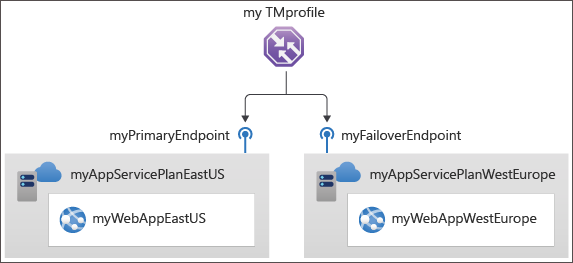 my TMprofile
myPrimaryEndpoint
myFailoverEndpoint
myAppServicePlanEastUS
myAppServicePlanWestEurope
myWebAppEastUS
myWebAppWestEurope